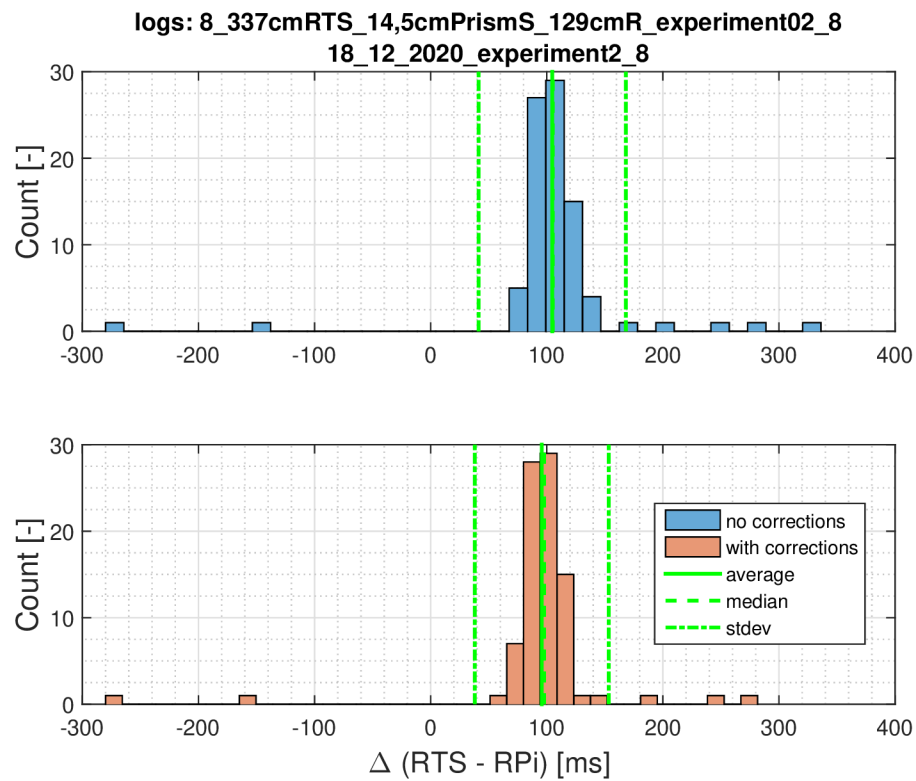 logs: 8_337cmRTS_14,5cmPrismS_129cmR_experiment02_8
18_12_2020_experiment2_8
30
20
10
0
Count [-]
-300 -200 -100 0 100 200 300 400
30
20
10
0
Count [-]
no corrections
with corrections
average
median
stdev
-300 -200 -100 0 100 200 300 400
Δ (RTS - RPi) [ms]